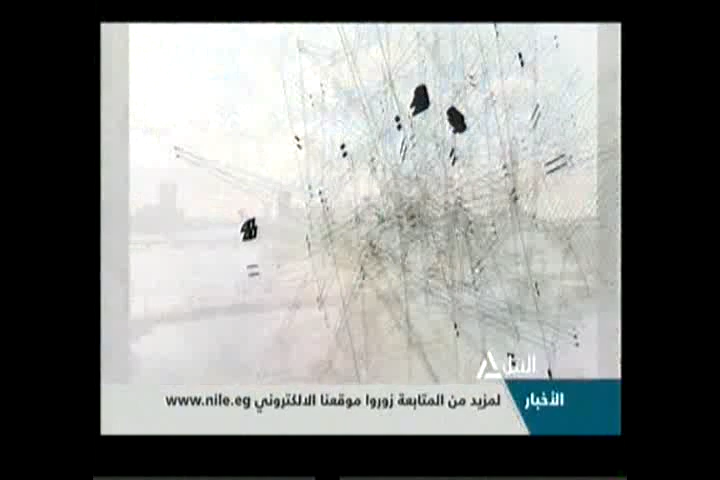 النيل
الأخبار
لمزيد من المتابعة زوروا موقعنا الالكتروني www.nile.eg